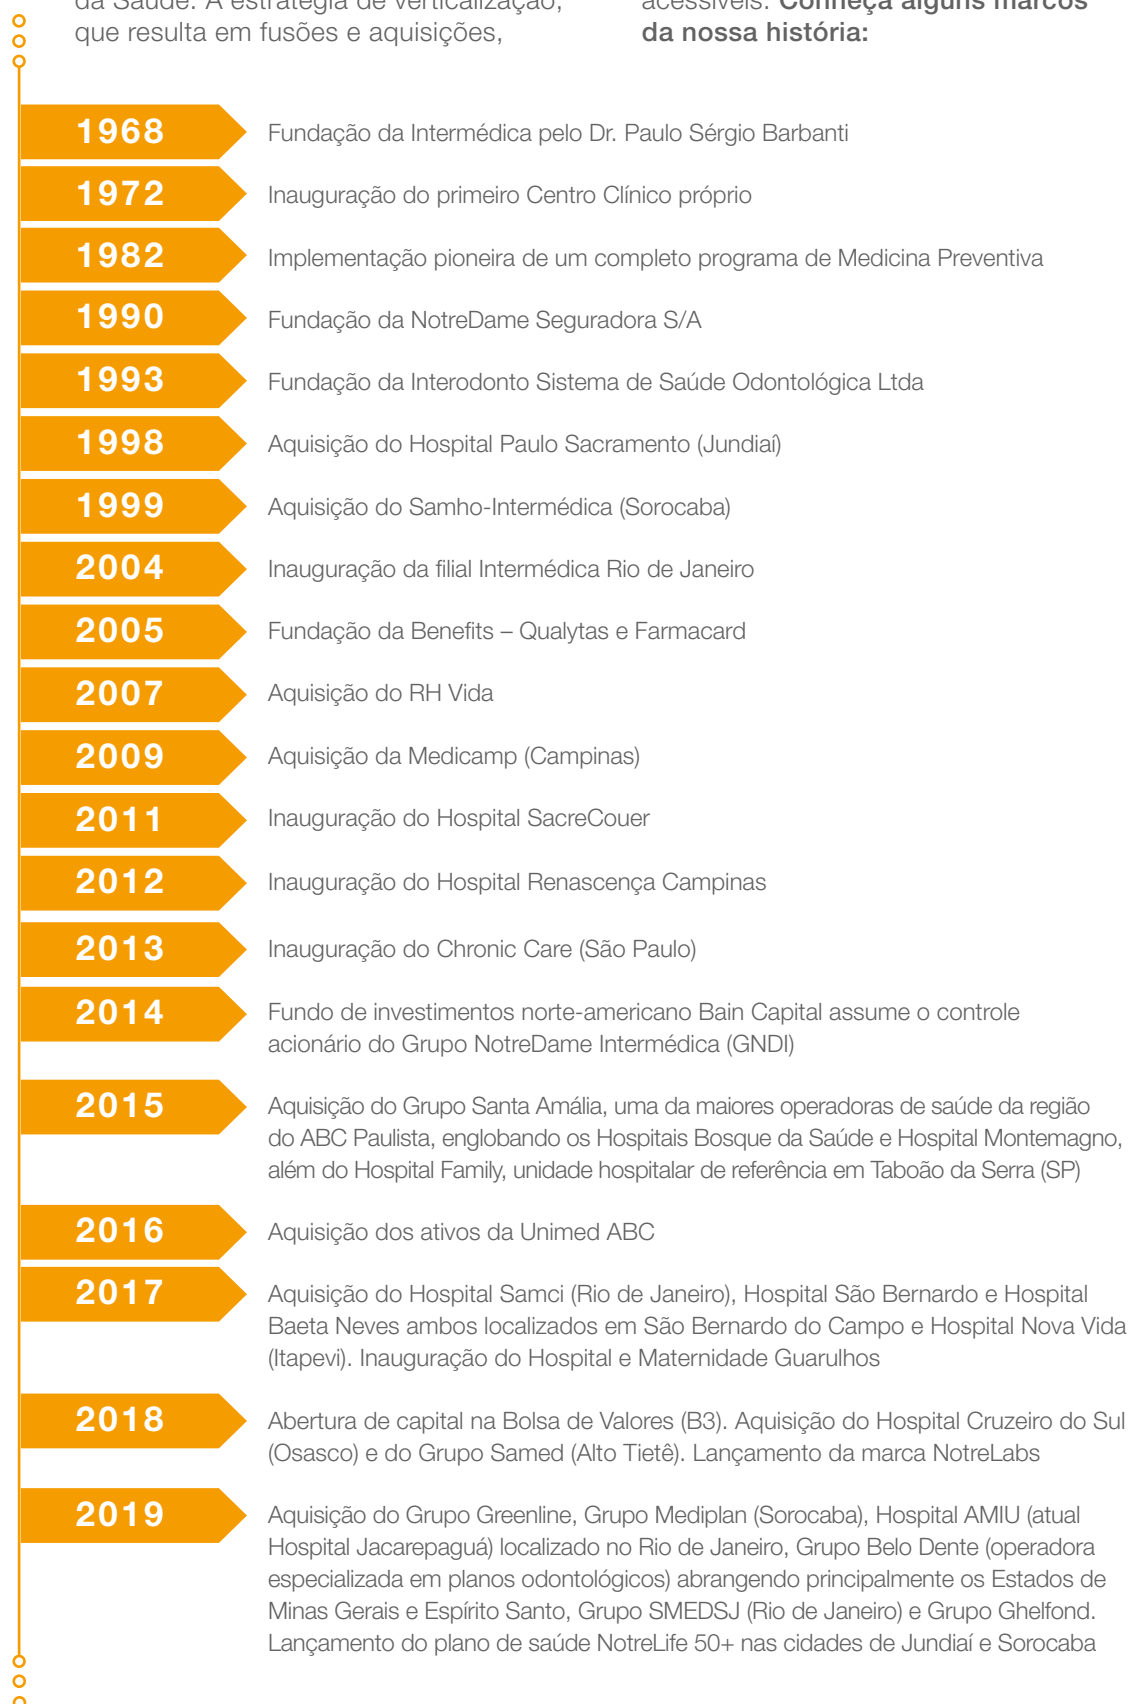 da Saúde. A estratégia de verticalização,
que resulta em fusões e aquisições,
acessíveis. Conheça alguns marcos
da nossa história:
1968
Fundação da Intermédica pelo Dr. Paulo Sérgio Barbanti
1972
Inauguração do primeiro Centro Clínico próprio
1982
Implementação pioneira de um completo programa de Medicina Preventiva
1990
Fundação da NotreDame Seguradora S/A
1993
Fundação da Interodonto Sistema de Saúde Odontológica Ltda
1998
Aquisição do Hospital Paulo Sacramento (Jundiaí)
1999
Aquisição do Samho-Intermédica (Sorocaba)
2004
Inauguração da filial Intermédica Rio de Janeiro
2005
Fundação da Benefits – Qualytas e Farmacard
2007
Aquisição do RH Vida
2009
Aquisição da Medicamp (Campinas)
2011
Inauguração do Hospital SacreCouer
2012
Inauguração do Hospital Renascença Campinas
2013
Inauguração do Chronic Care (São Paulo)
2014
Fundo de investimentos norte-americano Bain Capital assume o controle
acionário do Grupo NotreDame Intermédica (GNDI)
2015
Aquisição do Grupo Santa Amália, uma da maiores operadoras de saúde da região
do ABC Paulista, englobando os Hospitais Bosque da Saúde e Hospital Montemagno,
além do Hospital Family, unidade hospitalar de referência em Taboão da Serra (SP)
2016
Aquisição dos ativos da Unimed ABC
2017
Aquisição do Hospital Samci (Rio de Janeiro), Hospital São Bernardo e Hospital
Baeta Neves ambos localizados em São Bernardo do Campo e Hospital Nova Vida
(Itapevi). Inauguração do Hospital e Maternidade Guarulhos
2018
Abertura de capital na Bolsa de Valores (B3). Aquisição do Hospital Cruzeiro do Sul
(Osasco) e do Grupo Samed (Alto Tietê). Lançamento da marca NotreLabs
2019
Aquisição do Grupo Greenline, Grupo Mediplan (Sorocaba), Hospital AMIU (atual
Hospital Jacarepaguá) localizado no Rio de Janeiro, Grupo Belo Dente (operadora
especializada em planos odontológicos) abrangendo principalmente os Estados de
Minas Gerais e Espírito Santo, Grupo SMEDSJ (Rio de Janeiro) e Grupo Ghelfond.
Lançamento do plano de saúde NotreLife 50+ nas cidades de Jundiaí e Sorocaba